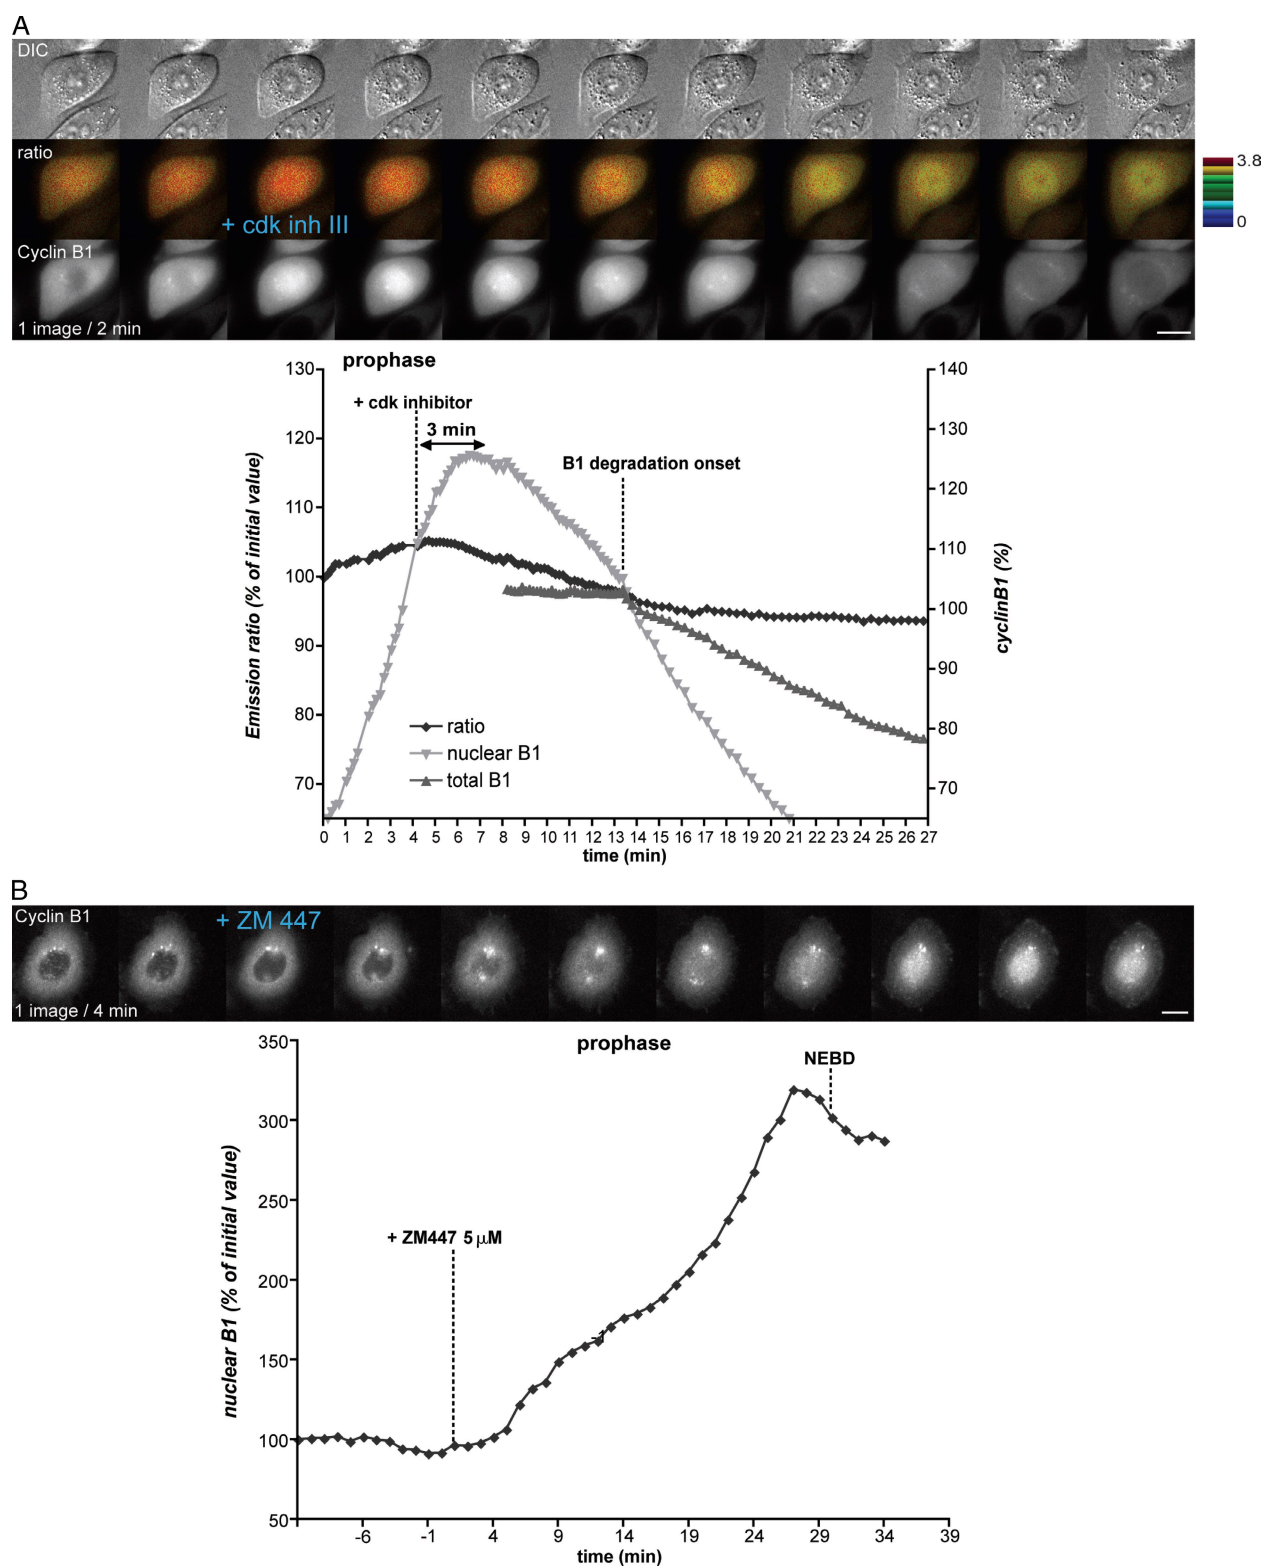 A
DIC
ratio
3.8
0
+ cdk inh III
Cyclin B1
1 image / 2 min
prophase
130
120
110
100
90
80
70
140
130
120
110
100
90
80
70
+ cdk inhibitor
3 min
B1 degradation onset
Emission ratio (% of initial value)
cyclinB1 (%)
ratio
nuclear B1
total B1
0 1 2 3 4 5 6 7 8 9 10 11 12 13 14 15 16 17 18 19 20 21 22 23 24 25 26 27
time (min)
B
Cyclin B1
+ ZM 447
1 image / 4 min
prophase
350
300
250
200
150
100
50
NEBD
+ ZM447 5 µM
nuclear B1 (% of initial value)
-1
-6 -1 4 9 14 19 24 29 34 39
time (min)